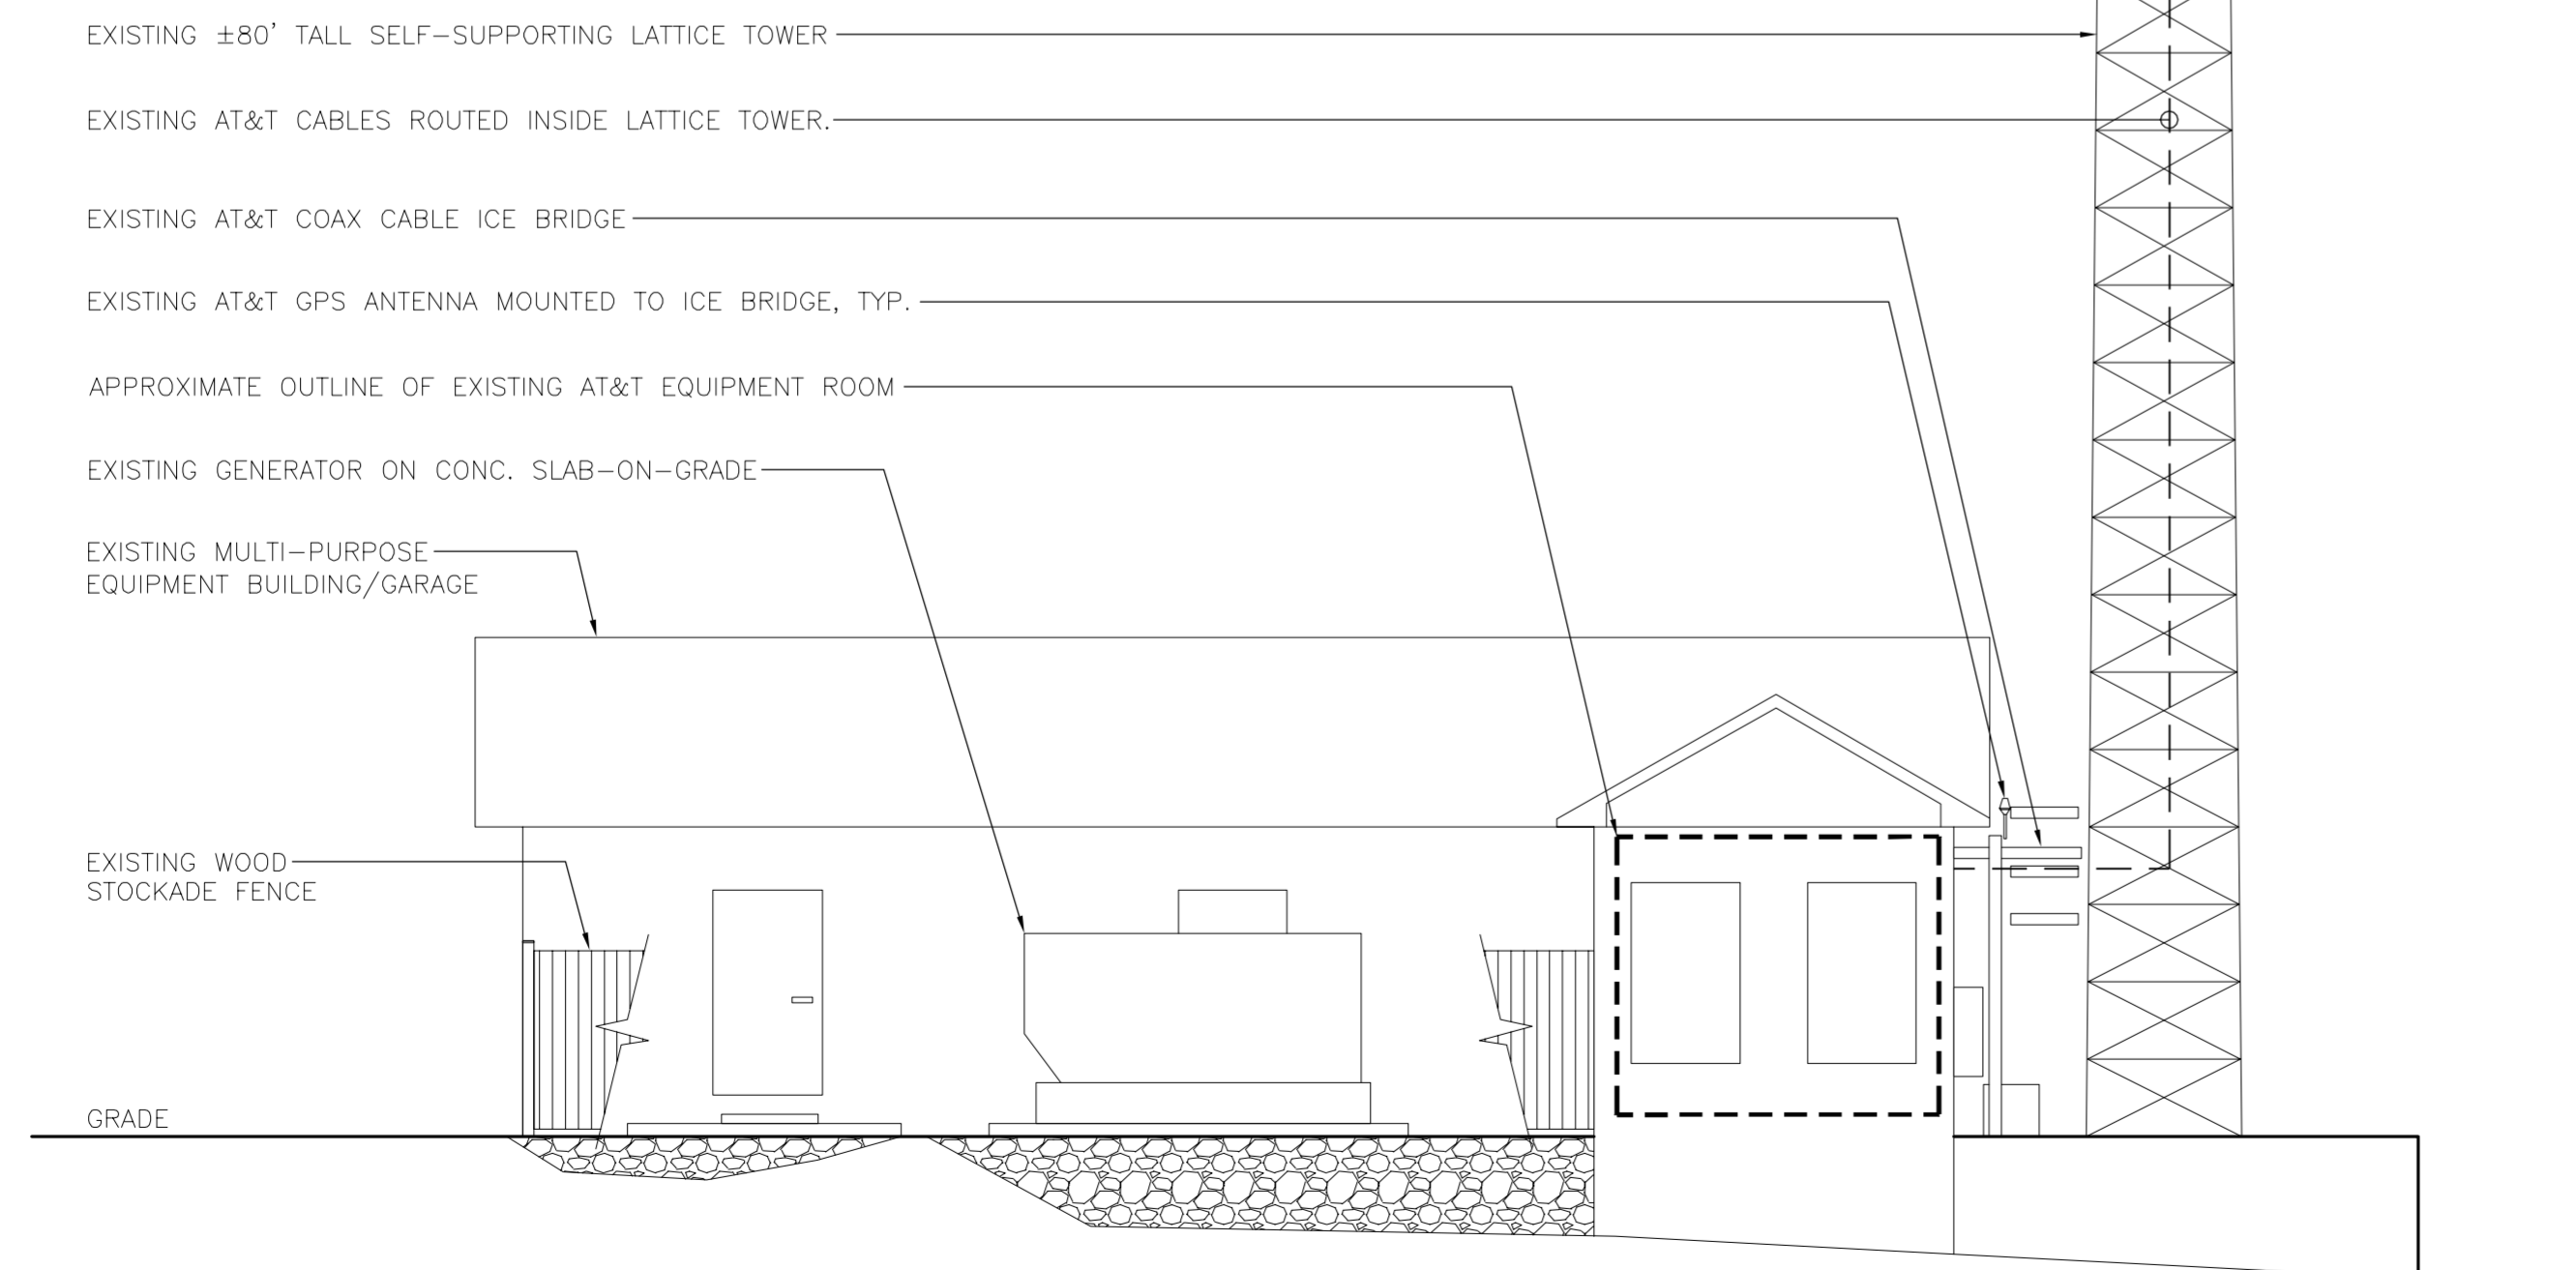 EXISTING ±80' TALL SELF-SUPPORTING LATTICE TOWER
EXISTING AT&T CABLES ROUTED INSIDE LATTICE TOWER.
EXISTING AT&T COAX CABLE ICE BRIDGE
EXISTING AT&T GPS ANTENNA MOUNTED TO ICE BRIDGE, TYP.
APPROXIMATE OUTLINE OF EXISTING AT&T EQUIPMENT ROOM
EXISTING GENERATOR ON CONC. SLAB-ON-GRADE
EXISTING MULTI-PURPOSE
EQUIPMENT BUILDING/GARAGE
EXISTING WOOD
STOCKADE FENCE
GRADE